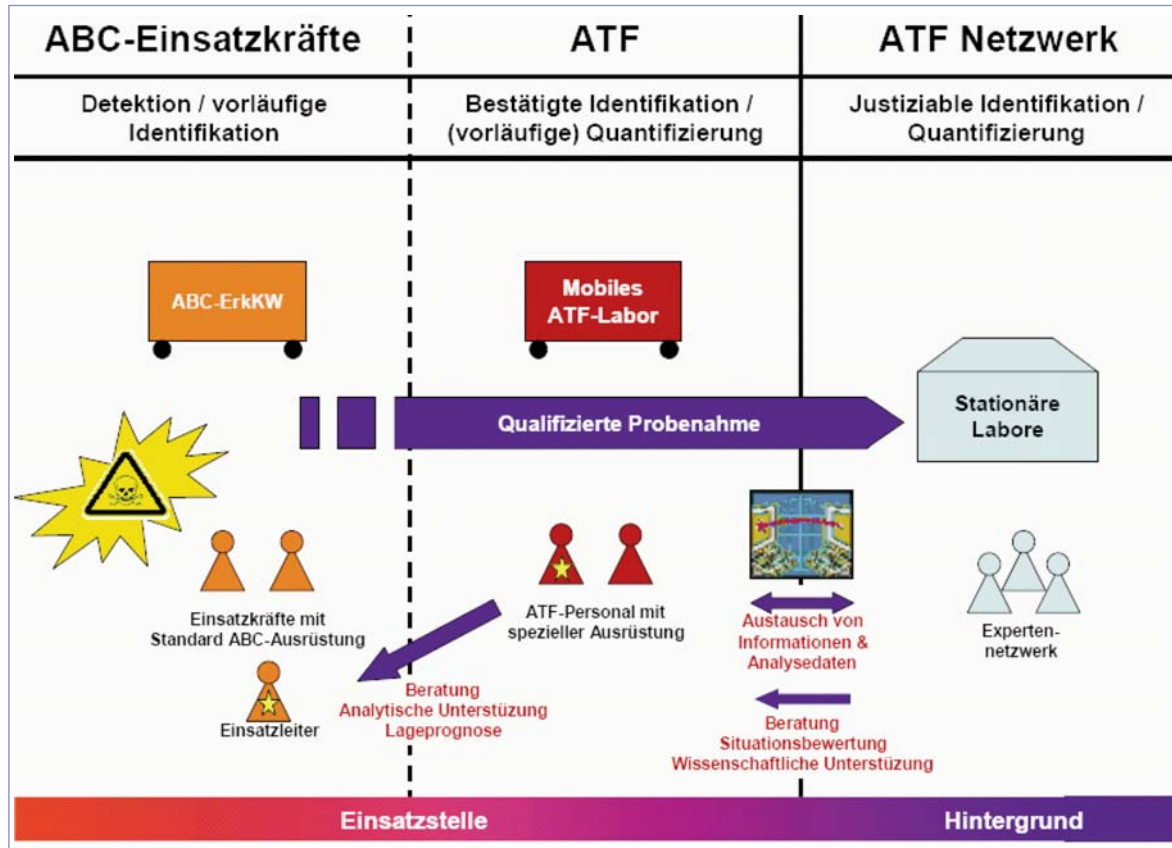 ABC-Einsatzkräfte
ATF
ATF Netzwerk
Detektion / vorläufige
Identifikation
Bestätigte Identifikation /
(vorläufige) Quantifizierung
Justiziable Identifikation /
Quantifizierung
ABC-ErkKW
Mobiles
ATF-Labor
Qualifizierte Probenahme
Stationäre
Labore
Einsatzkräfte mit
Standard ABC-Ausrüstung
Einsatzleiter
ATF-Personal mit
spezieller Ausrüstung
Beratung
Analytische Unterstüzung
Lageprognose
Austausch von
Informationen &
Analysedaten
Beratung
Situationsbewertung
Wissenschaftliche Unterstüzung
Experten-
netzwerk
Einsatzstelle
Hintergrund